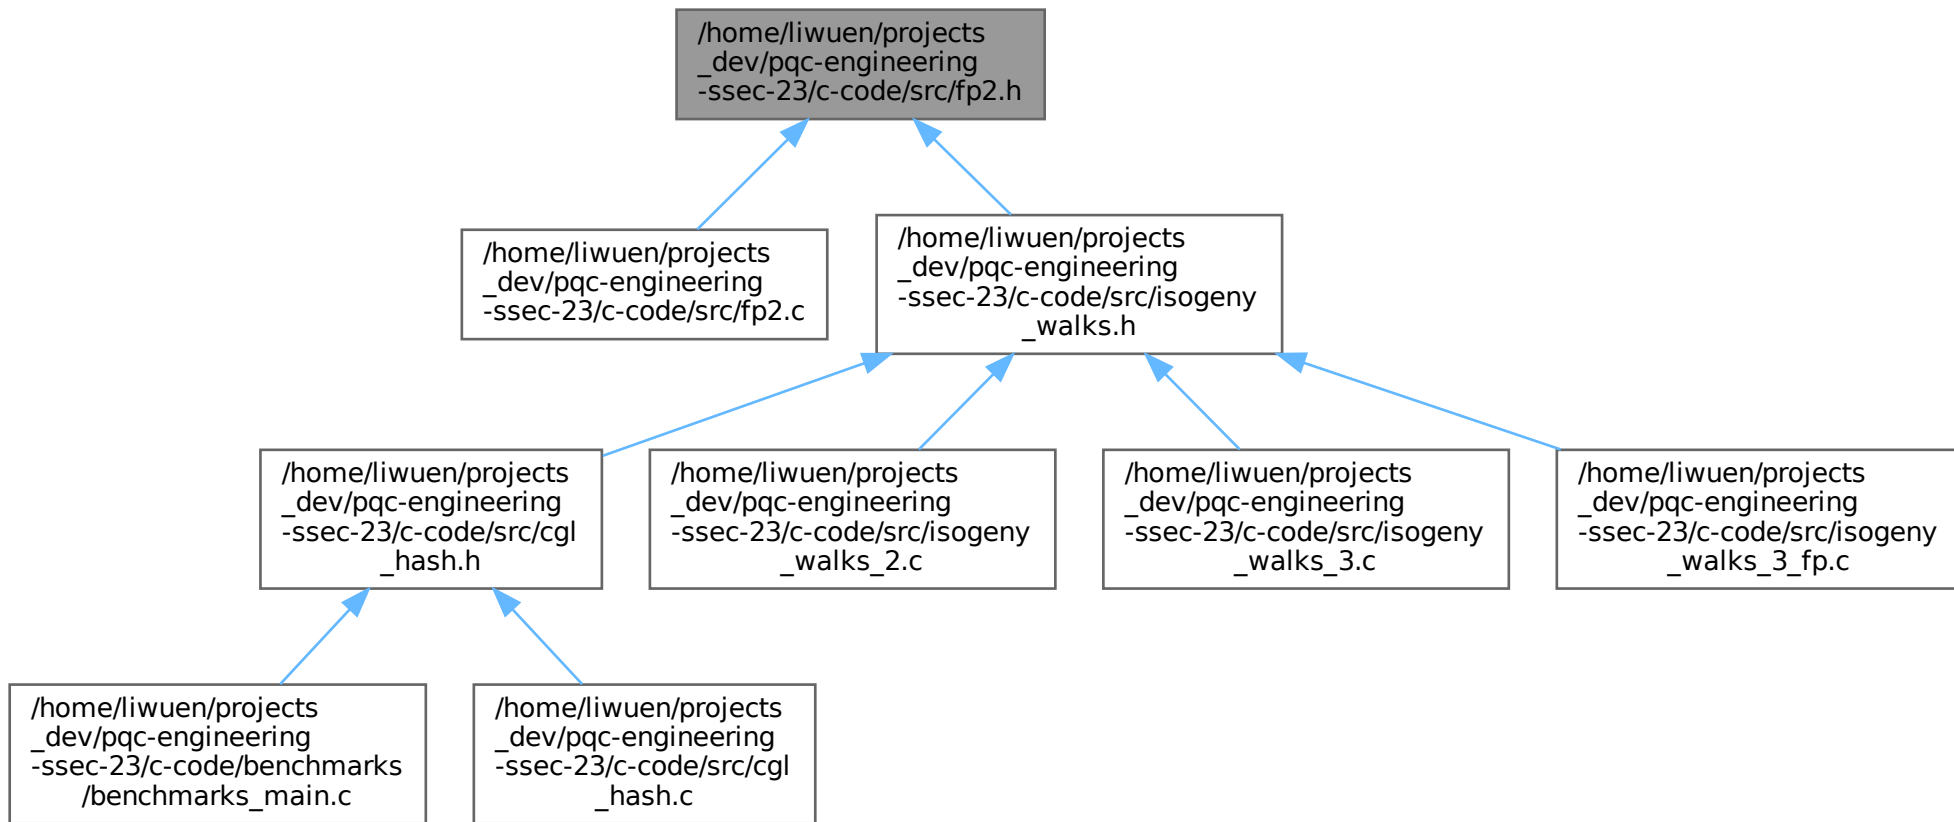 /home/liwuen/projects
_dev/pqc-engineering
-ssec-23/c-code/src/fp2.h
/home/liwuen/projects
_dev/pqc-engineering
-ssec-23/c-code/src/fp2.c
/home/liwuen/projects
_dev/pqc-engineering
-ssec-23/c-code/src/isogeny
_walks.h
/home/liwuen/projects
_dev/pqc-engineering
-ssec-23/c-code/src/cgl
_hash.h
/home/liwuen/projects
_dev/pqc-engineering
-ssec-23/c-code/src/isogeny
_walks_2.c
/home/liwuen/projects
_dev/pqc-engineering
-ssec-23/c-code/src/isogeny
_walks_3.c
/home/liwuen/projects
_dev/pqc-engineering
-ssec-23/c-code/src/isogeny
_walks_3_fp.c
/home/liwuen/projects
_dev/pqc-engineering
-ssec-23/c-code/benchmarks
/benchmarks_main.c
/home/liwuen/projects
_dev/pqc-engineering
-ssec-23/c-code/src/cgl
_hash.c